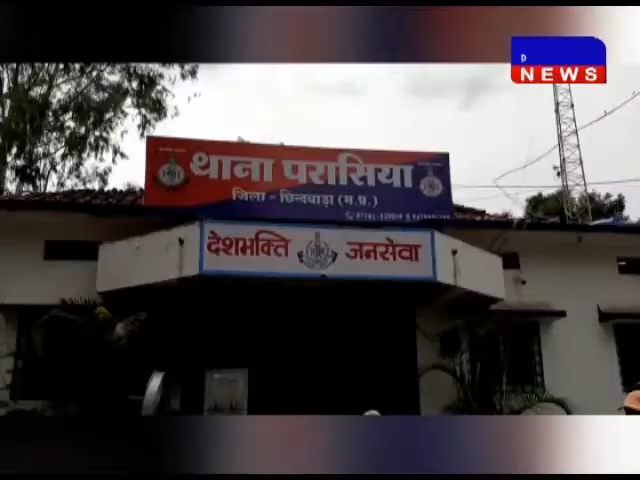 D
NEWS
थाना परासिया
जिला - छिन्दवाड़ा (म.प्र.)
देशभक्ति जनसेवा